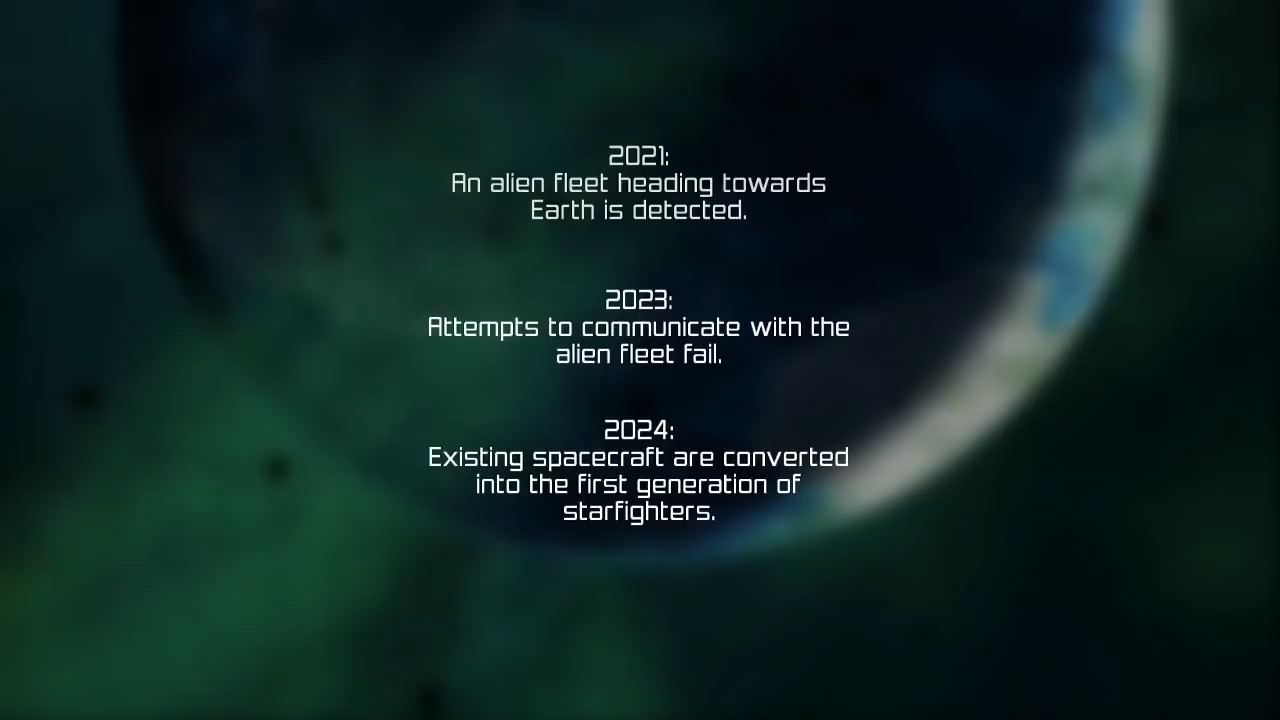 2021:
An alien fleet heading towards
Earth is detected.
2023:
Attempts to communicate with the
alien fleet fail.
2024:
Existing spacecraft are converted
into the first generation of
starfighters.